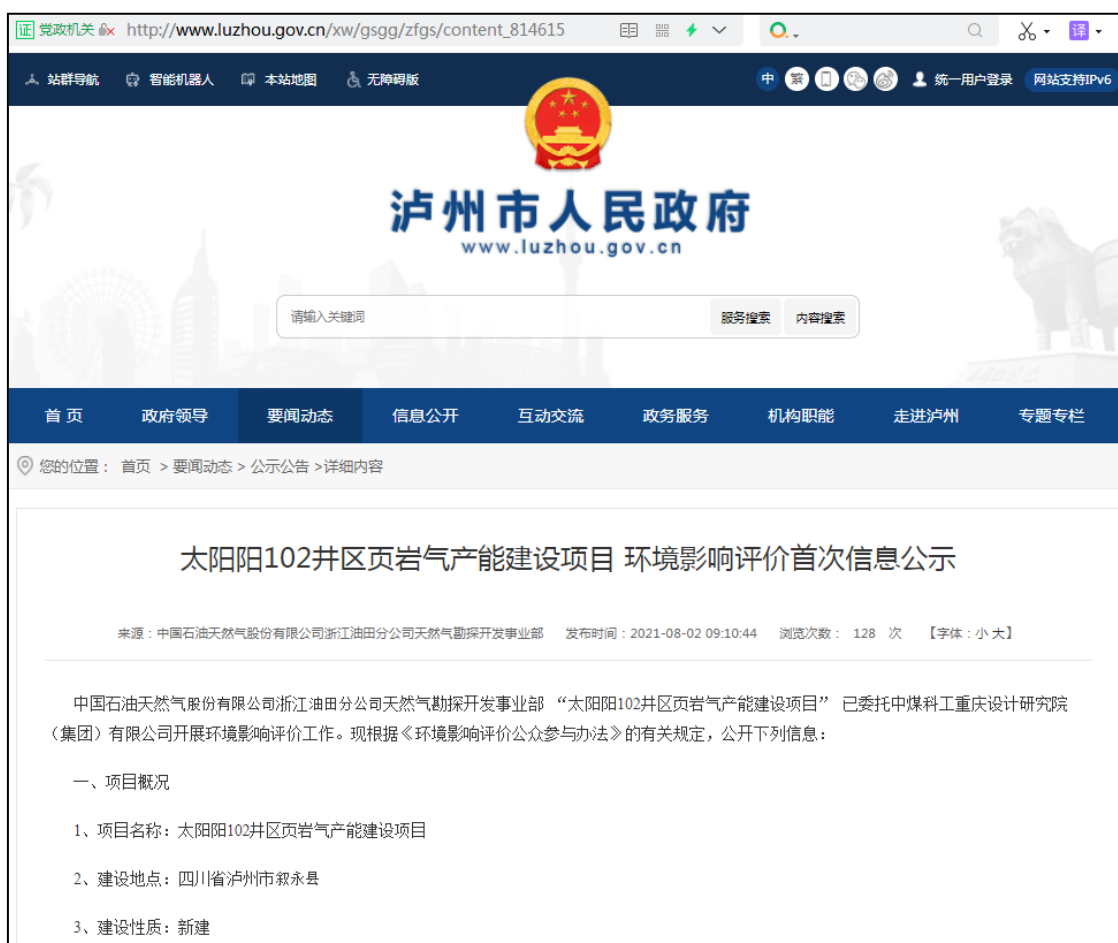 证 党政机关 http://www.luzhou.gov.cn/xw/gsgg/zfgs/content_814615 译
站群导航 智能机器人 本站地图 无障碍版 中 繁 统一用户登录 网站支持IPv6
泸州市人民政府
www.luzhou.gov.cn
请输入关键词 服务搜索 内容搜索
首 页 政府领导 要闻动态 信息公开 互动交流 政务服务 机构职能 走进泸州 专题专栏
您的位置： 首页 > 要闻动态 > 公示公告 >详细内容
太阳阳102井区页岩气产能建设项目 环境影响评价首次信息公示
来源：中国石油天然气股份有限公司浙江油田分公司天然气勘探开发事业部 发布时间：2021-08-02 09:10:44 浏览次数： 128 次 【字体：小 大】
中国石油天然气股份有限公司浙江油田分公司天然气勘探开发事业部 “太阳阳102井区页岩气产能建设项目” 已委托中煤科工重庆设计研究院
（集团）有限公司开展环境影响评价工作。现根据《环境影响评价公众参与办法》的有关规定，公开下列信息：
一、项目概况
1、项目名称：太阳阳102井区页岩气产能建设项目
2、建设地点：四川省泸州市叙永县
3、建设性质：新建